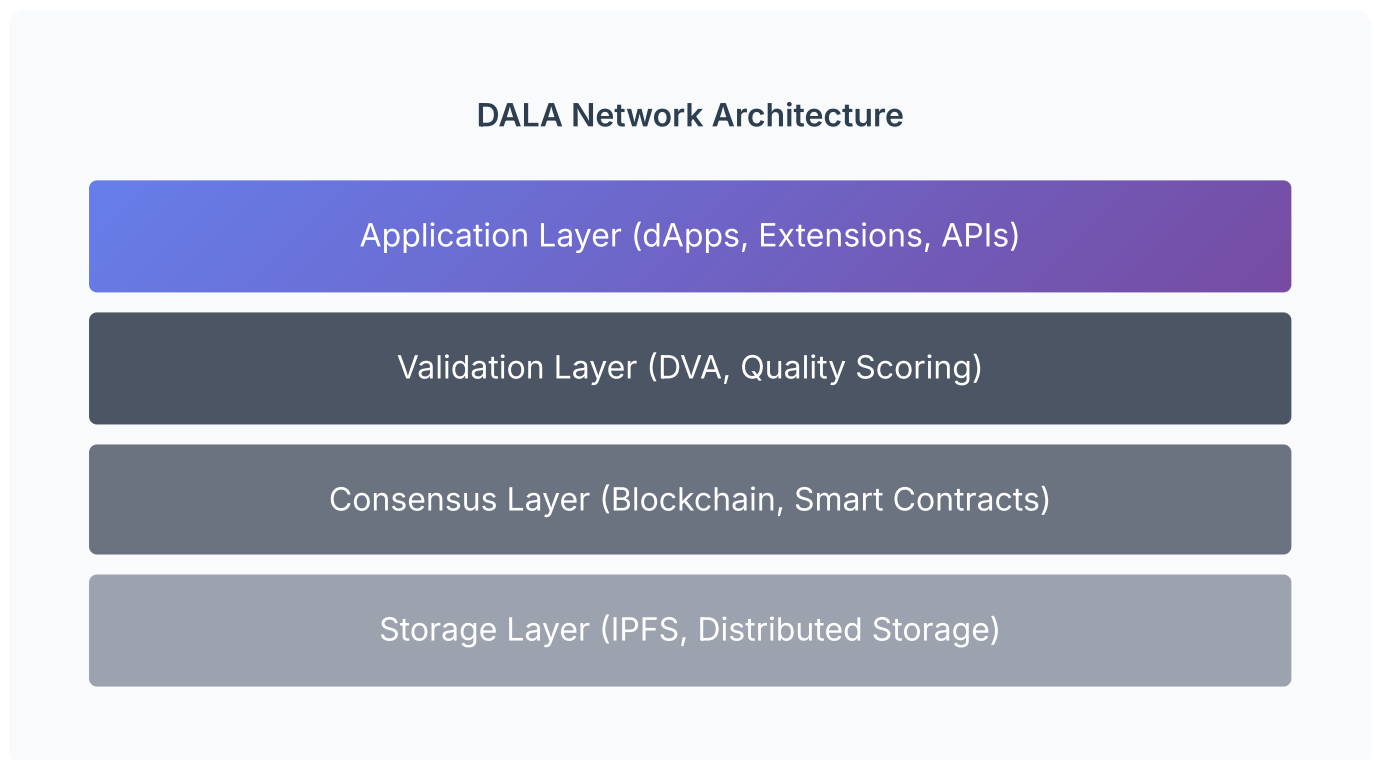 DALA Network Architecture
Application Layer (dApps, Extensions, APIs)
Validation Layer (DVA, Quality Scoring)
Consensus Layer (Blockchain, Smart Contracts)
Storage Layer (IPFS, Distributed Storage)